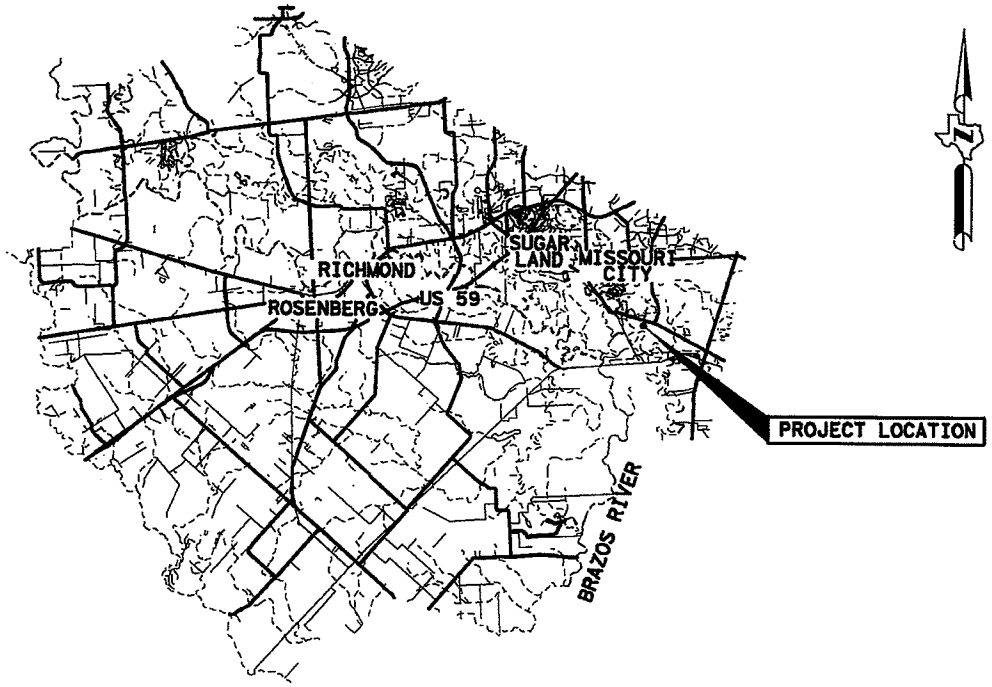 N
SUGAR
LAND
MISSOURI
CITY
RICHMOND
ROSENBERG
US 59
PROJECT LOCATION
BRAZOS RIVER